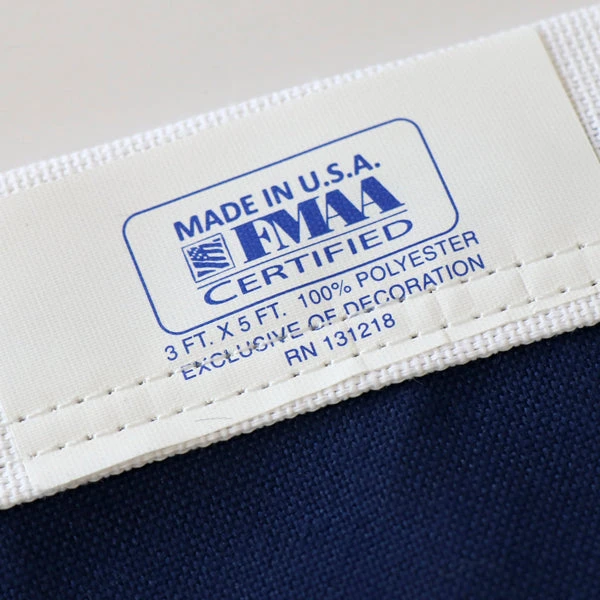 MADE IN U.S.A.
FMAA
CERTIFIED
3 FT. X 5 FT. 100% POLYESTER
EXCLUSIVE OF DECORATION
RN 131218